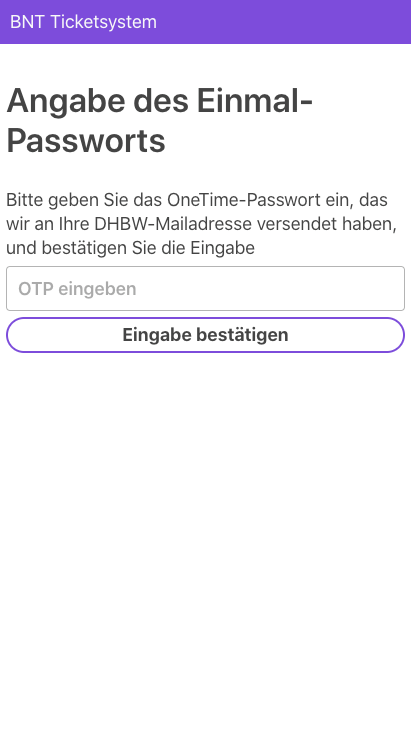 BNT Ticketsystem
Angabe des Einmal-
Passworts
Bitte geben Sie das OneTime-Passwort ein, das
wir an Ihre DHBW-Mailadresse versendet haben,
und bestätigen Sie die Eingabe
OTP eingeben
Eingabe bestätigen